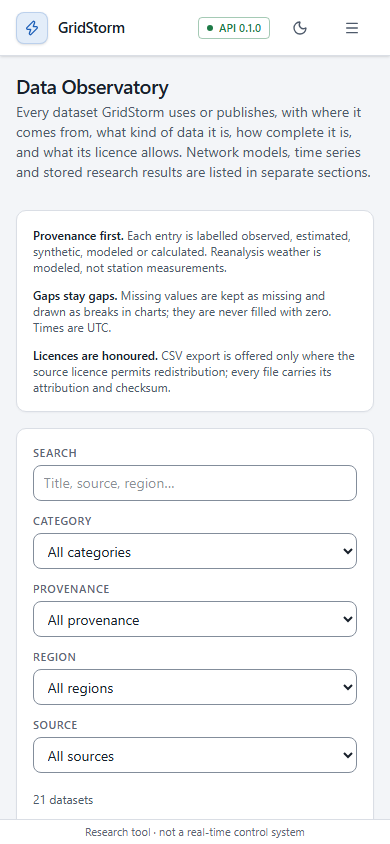 GridStorm
API 0.1.0
Data Observatory
Every dataset GridStorm uses or publishes, with where it
comes from, what kind of data it is, how complete it is,
and what its licence allows. Network models, time series
and stored research results are listed in separate sections.
Provenance first. Each entry is labelled observed, estimated,
synthetic, modeled or calculated. Reanalysis weather is
modeled, not station measurements.
Gaps stay gaps. Missing values are kept as missing and
drawn as breaks in charts; they are never filled with zero.
Times are UTC.
Licences are honoured. CSV export is offered only where the
source licence permits redistribution; every file carries its
attribution and checksum.
SEARCH
Title, source, region...
CATEGORY
All categories
PROVENANCE
All provenance
REGION
All regions
SOURCE
All sources
21 datasets
Research tool · not a real-time control system